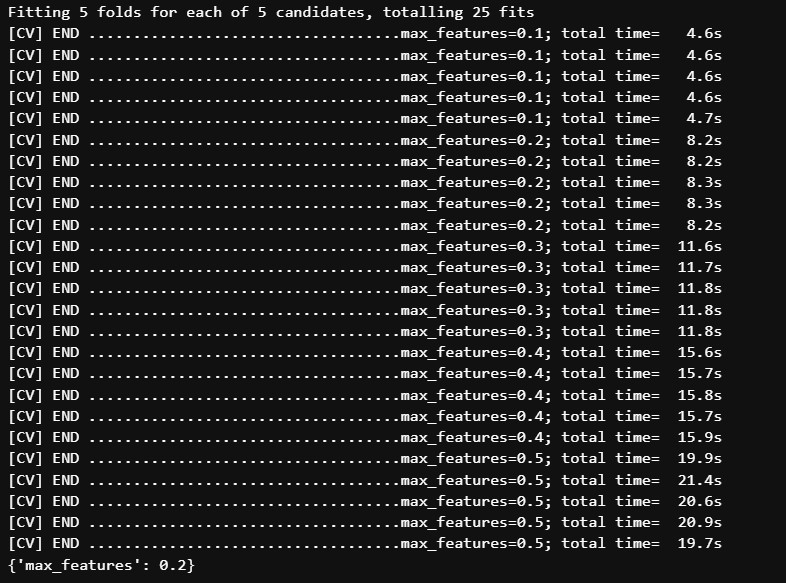 Fitting 5 folds for each of 5 candidates, totalling 25 fits
[CV] END ...................................max_features=0.1; total time=   4.6s
[CV] END ...................................max_features=0.1; total time=   4.6s
[CV] END ...................................max_features=0.1; total time=   4.6s
[CV] END ...................................max_features=0.1; total time=   4.6s
[CV] END ...................................max_features=0.1; total time=   4.7s
[CV] END ...................................max_features=0.2; total time=   8.2s
[CV] END ...................................max_features=0.2; total time=   8.2s
[CV] END ...................................max_features=0.2; total time=   8.3s
[CV] END ...................................max_features=0.2; total time=   8.3s
[CV] END ...................................max_features=0.2; total time=   8.2s
[CV] END ...................................max_features=0.3; total time=  11.6s
[CV] END ...................................max_features=0.3; total time=  11.7s
[CV] END ...................................max_features=0.3; total time=  11.8s
[CV] END ...................................max_features=0.3; total time=  11.8s
[CV] END ...................................max_features=0.3; total time=  11.8s
[CV] END ...................................max_features=0.4; total time=  15.6s
[CV] END ...................................max_features=0.4; total time=  15.7s
[CV] END ...................................max_features=0.4; total time=  15.8s
[CV] END ...................................max_features=0.4; total time=  15.7s
[CV] END ...................................max_features=0.4; total time=  15.9s
[CV] END ...................................max_features=0.5; total time=  19.9s
[CV] END ...................................max_features=0.5; total time=  21.4s
[CV] END ...................................max_features=0.5; total time=  20.6s
[CV] END ...................................max_features=0.5; total time=  20.9s
[CV] END ...................................max_features=0.5; total time=  19.7s
{'max_features': 0.2}